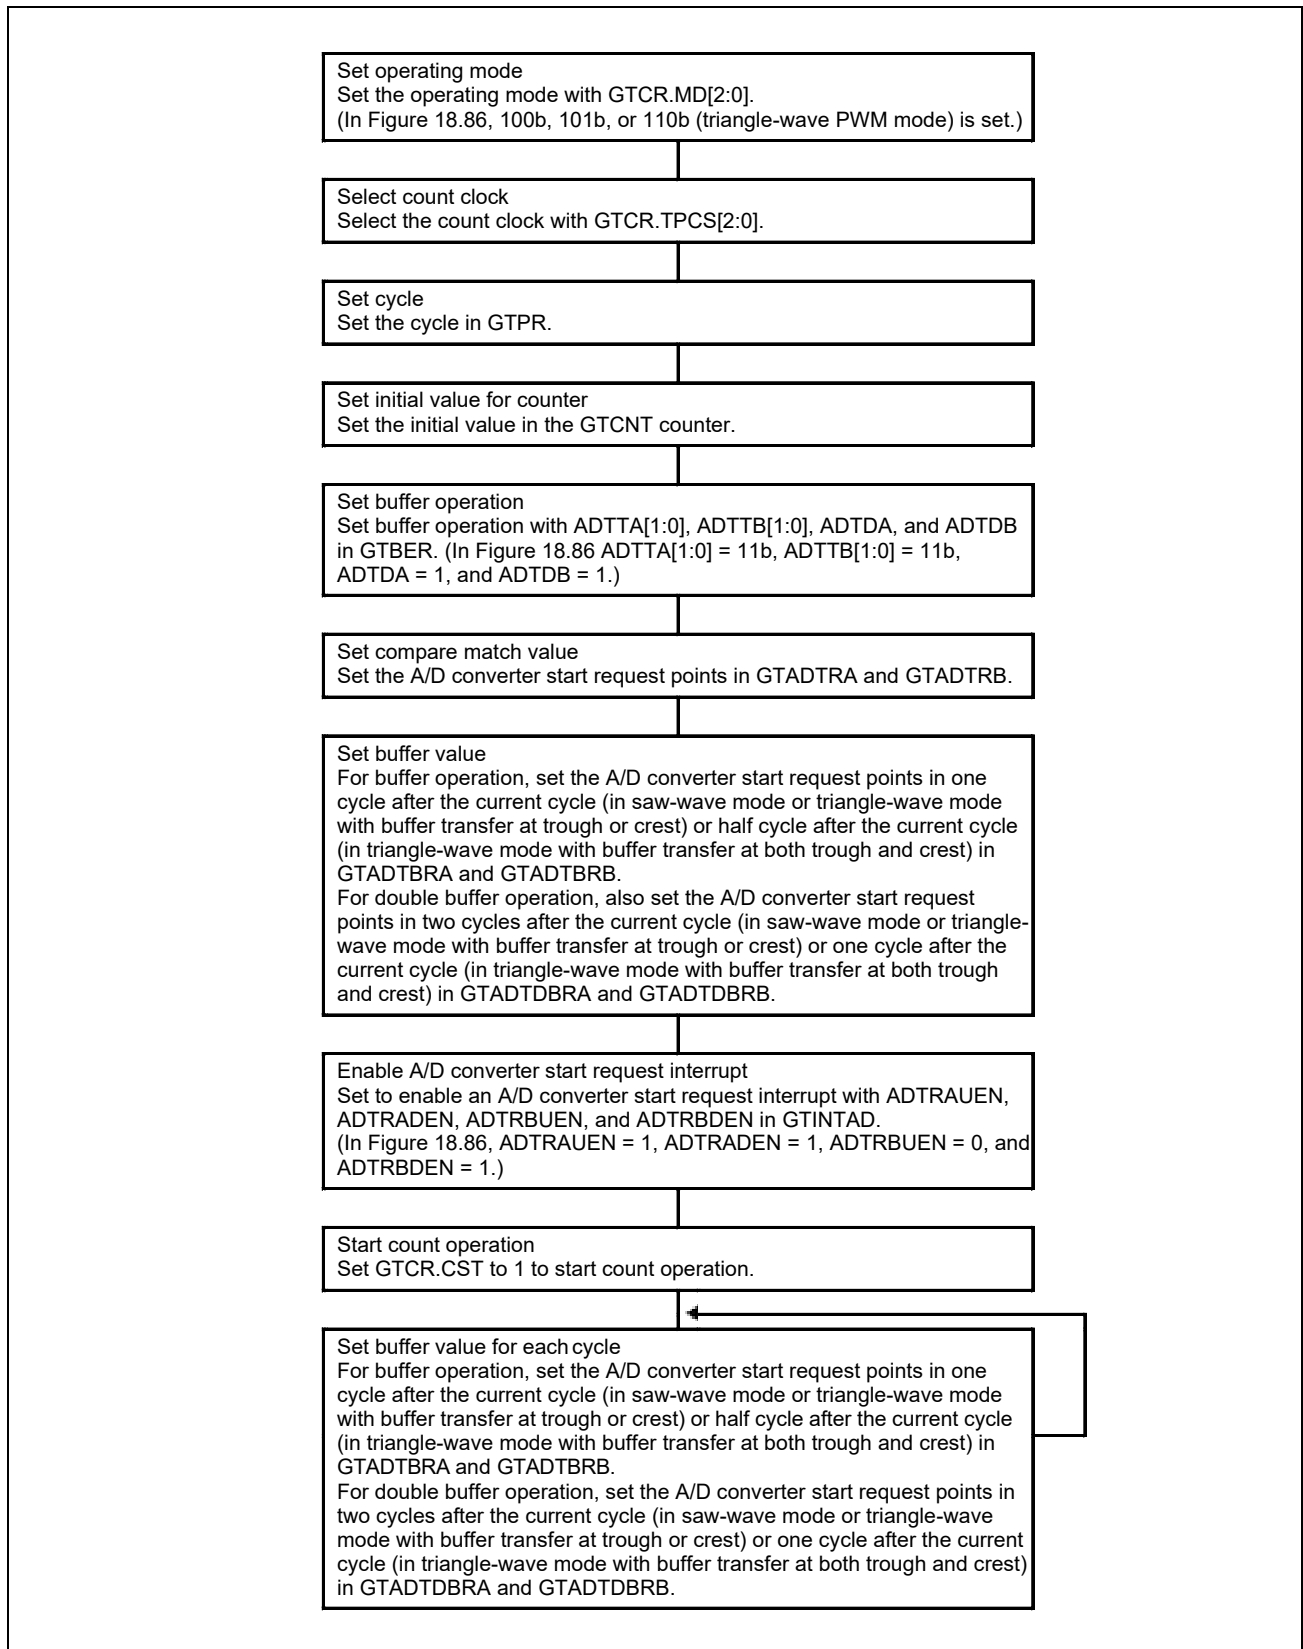 Set operating mode
Set the operating mode with GTCR.MD[2:0].
(In Figure 18.86, 100b, 101b, or 110b (triangle-wave PWM mode) is set.)
Select count clock
Select the count clock with GTCR.TPCS[2:0].
Set cycle
Set the cycle in GTPR.
Set initial value for counter
Set the initial value in the GTCNT counter.
Set buffer operation
Set buffer operation with ADTTA[1:0], ADTTB[1:0], ADTDA, and ADTDB
in GTBER. (In Figure 18.86 ADTTA[1:0] = 11b, ADTTB[1:0] = 11b,
ADTDA = 1, and ADTDB = 1.)
Set compare match value
Set the A/D converter start request points in GTADTRA and GTADTRB.
Set buffer value
For buffer operation, set the A/D converter start request points in one
cycle after the current cycle (in saw-wave mode or triangle-wave mode
with buffer transfer at trough or crest) or half cycle after the current cycle
(in triangle-wave mode with buffer transfer at both trough and crest) in
GTADTBRA and GTADTBRB.
For double buffer operation, also set the A/D converter start request
points in two cycles after the current cycle (in saw-wave mode or triangle-
wave mode with buffer transfer at trough or crest) or one cycle after the
current cycle (in triangle-wave mode with buffer transfer at both trough
and crest) in GTADTDBRA and GTADTDBRB.
Enable A/D converter start request interrupt
Set to enable an A/D converter start request interrupt with ADTRAUEN,
ADTRADEN, ADTRBUEN, and ADTRBDEN in GTINTAD.
(In Figure 18.86, ADTRAUEN = 1, ADTRADEN = 1, ADTRBUEN = 0, and
ADTRBDEN = 1.)
Start count operation
Set GTCR.CST to 1 to start count operation.
Set buffer value for each cycle
For buffer operation, set the A/D converter start request points in one
cycle after the current cycle (in saw-wave mode or triangle-wave mode
with buffer transfer at trough or crest) or half cycle after the current cycle
(in triangle-wave mode with buffer transfer at both trough and crest) in
GTADTBRA and GTADTBRB.
For double buffer operation, set the A/D converter start request points in
two cycles after the current cycle (in saw-wave mode or triangle-wave
mode with buffer transfer at trough or crest) or one cycle after the current
cycle (in triangle-wave mode with buffer transfer at both trough and crest)
in GTADTDBRA and GTADTDBRB.